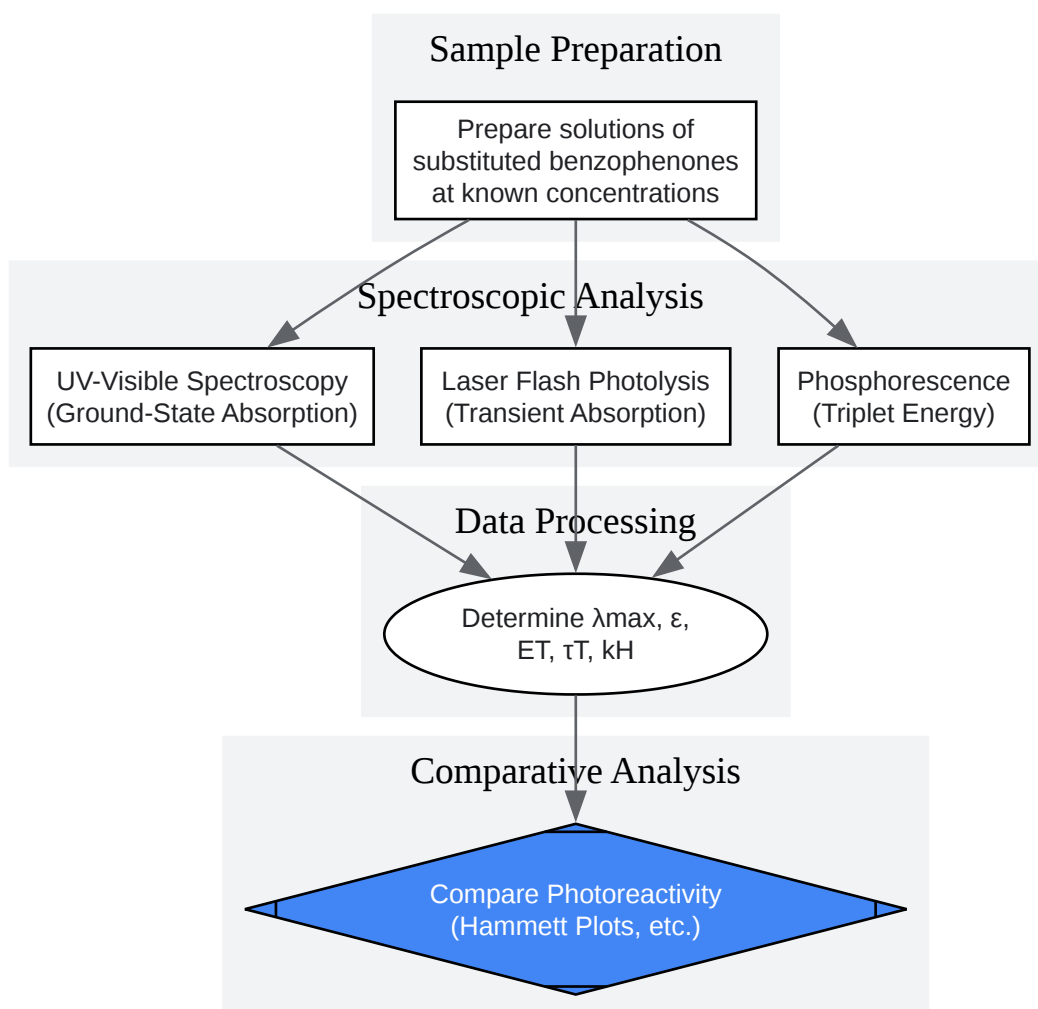 Sample Preparation
Prepare solutions of
substituted benzophenones
at known concentrations
Spectroscopic Analysis
UV-Visible Spectroscopy
(Ground-State Absorption)
Laser Flash Photolysis
(Transient Absorption)
Phosphorescence
(Triplet Energy)
Data Processing
Determine λmax, ε,
ET, τT, kH
Comparative Analysis
Compare Photoreactivity
(Hammett Plots, etc.)